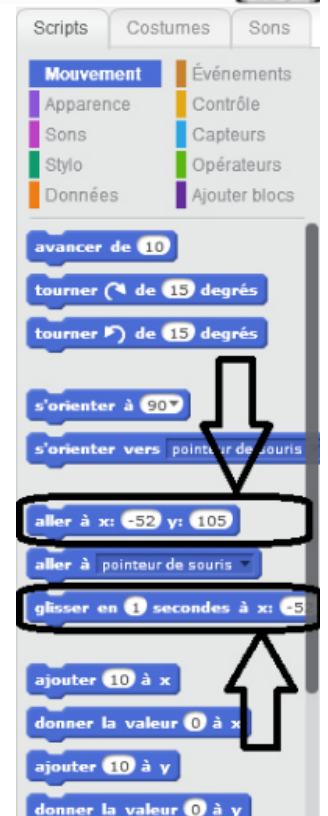 Scripts Costumes Sons
Mouvement Événements
Apparence Contrôle
Sons Capteurs
Stylo Opérateurs
Données Ajouter blocs
avancer de 10
tourner de 15 degrés
tourner de 15 degrés
s'orienter à 90
s'orienter vers pointeur de souris
aller à x: -52 y: 105
aller à pointeur de souris
glisser en 1 secondes à x: -5
ajouter 10 à x
donner la valeur 0 à x
ajouter 10 à y
donner la valeur 0 à y